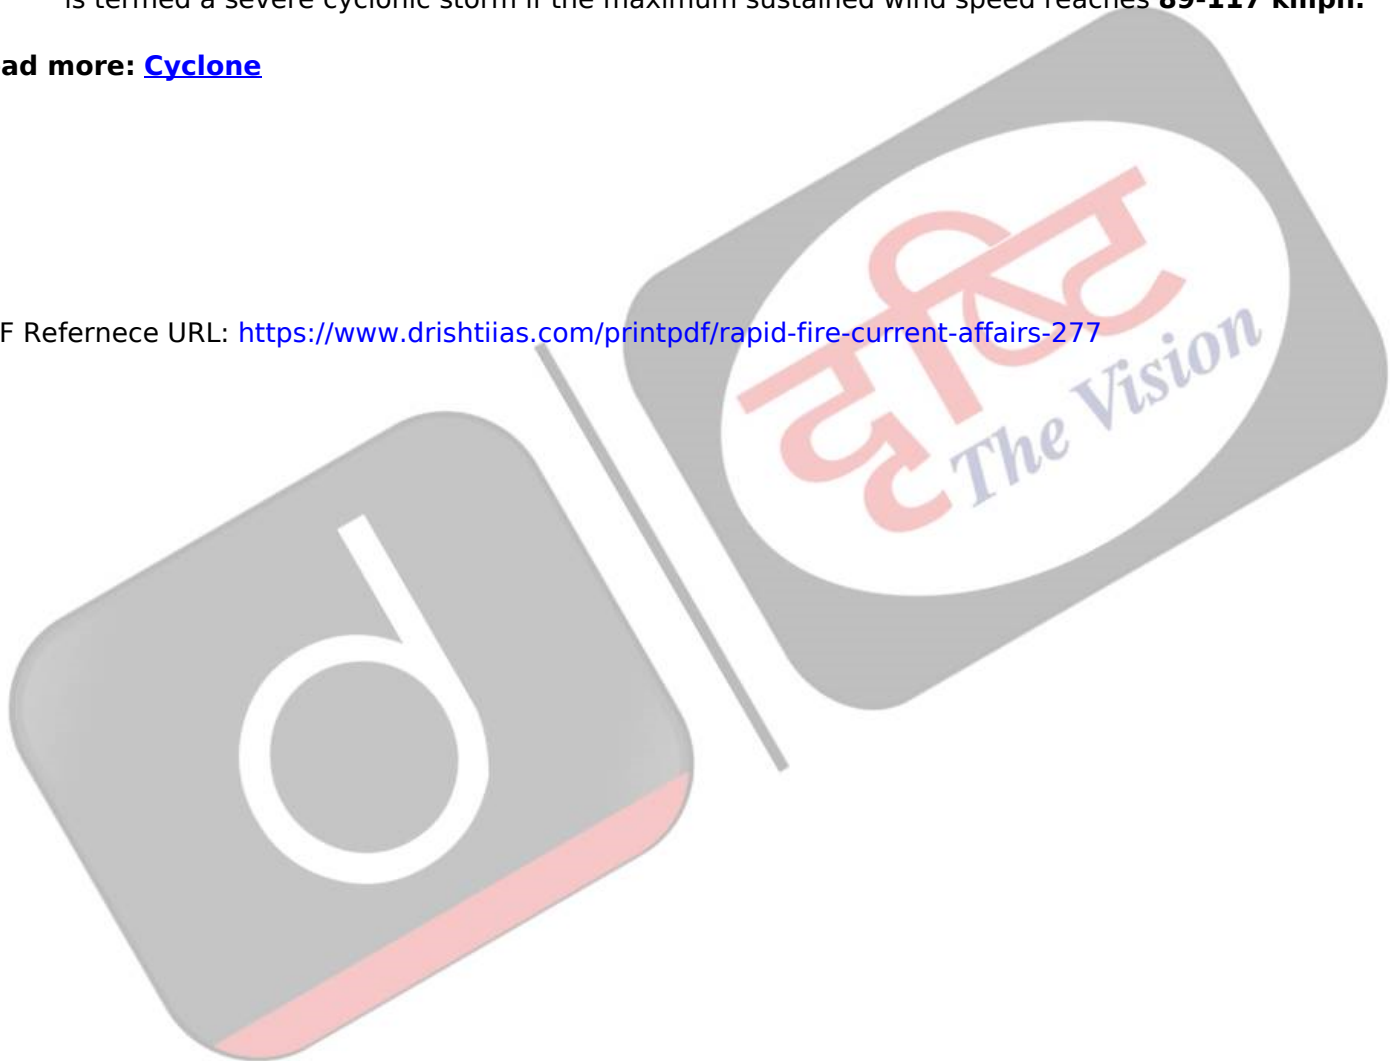 is termed a severe cyclonic storm if the maximum sustained wind speed reaches 89-117 kmph.
ad more: Cyclone
F Refernece URL: https://www.drishtiias.com/printpdf/rapid-fire-current-affairs-277
दृष्टि
The Vision
d